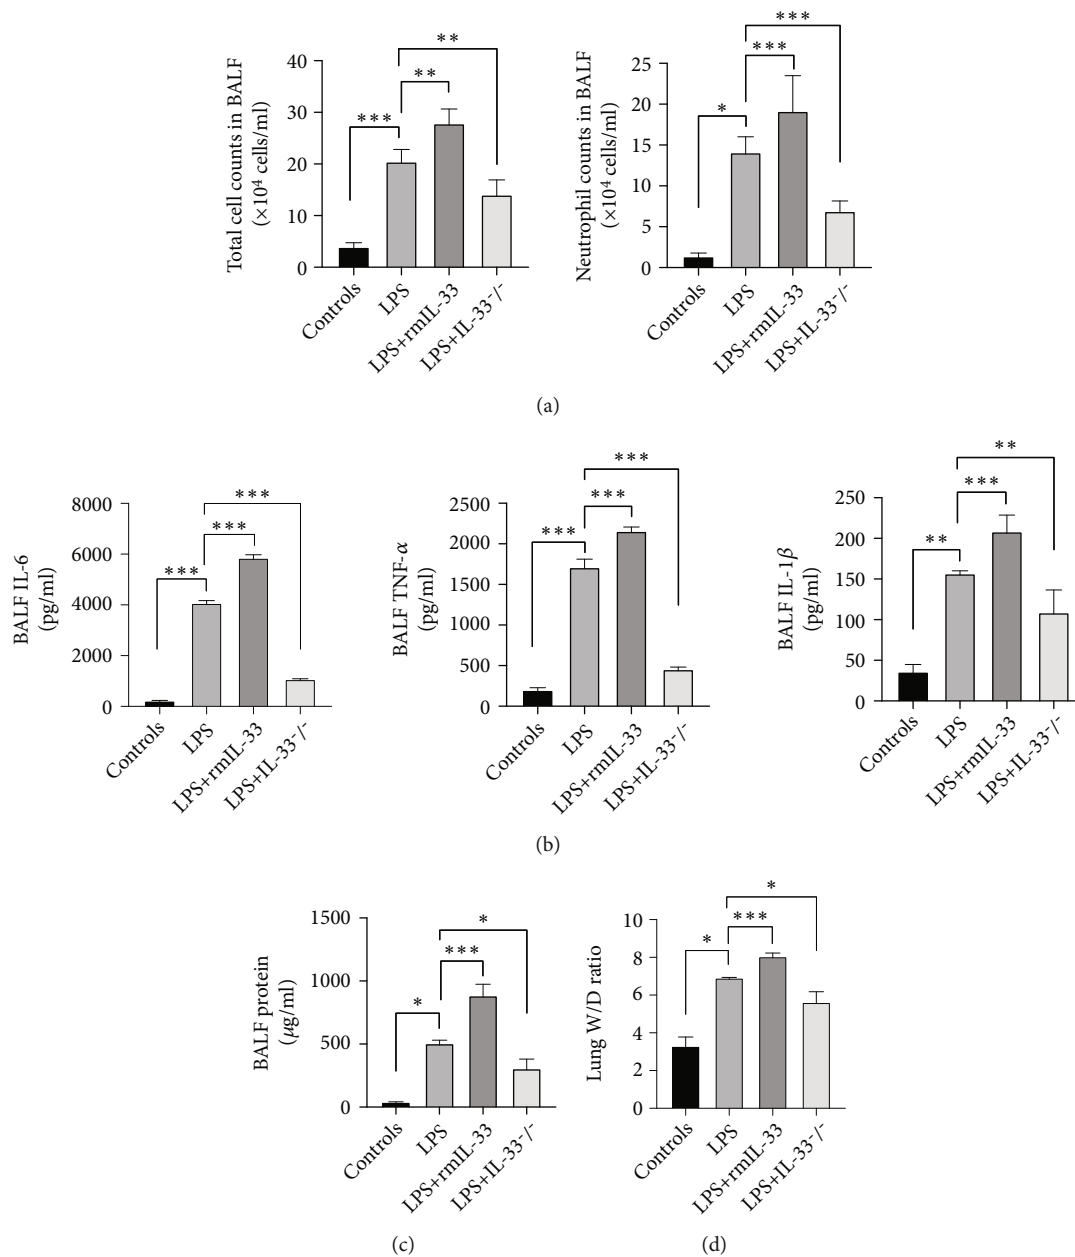 Total cell counts in BALF
(×10⁴ cells/ml)
40
30
20
10
0
**
**
***
Controls
LPS
LPS+rmIL-33
LPS+IL-33⁻/⁻
Neutrophil counts in BALF
(×10⁴ cells/ml)
25
20
15
10
5
0
***
***
*
Controls
LPS
LPS+rmIL-33
LPS+IL-33⁻/⁻
(a)
BALF IL-6
(pg/ml)
8000
6000
4000
2000
0
***
***
***
Controls
LPS
LPS+rmIL-33
LPS+IL-33⁻/⁻
BALF TNF-α
(pg/ml)
2500
2000
1500
1000
500
0
***
***
***
Controls
LPS
LPS+rmIL-33
LPS+IL-33⁻/⁻
BALF IL-1β
(pg/ml)
250
200
150
100
50
0
**
***
**
Controls
LPS
LPS+rmIL-33
LPS+IL-33⁻/⁻
(b)
BALF protein
(μg/ml)
1500
1000
500
0
*
***
*
Controls
LPS
LPS+rmIL-33
LPS+IL-33⁻/⁻
(c)
Lung W/D ratio
10
8
6
4
2
0
*
***
*
Controls
LPS
LPS+rmIL-33
LPS+IL-33⁻/⁻
(d)